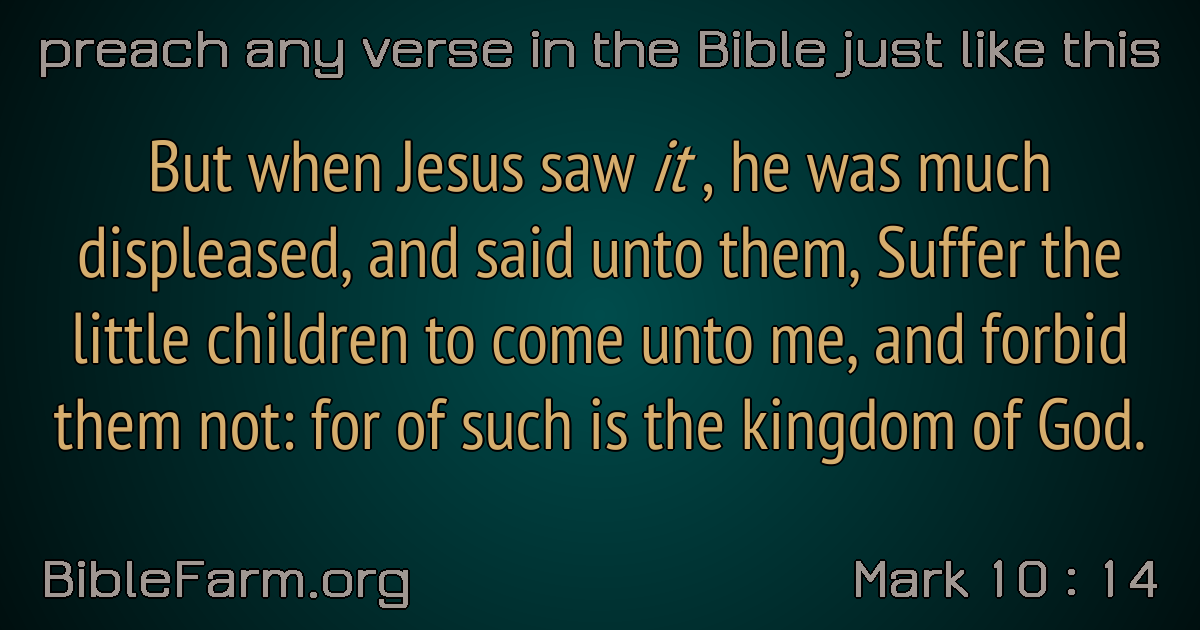 preach any verse in the Bible just like this
But when Jesus saw it , he was much
displeased, and said unto them, Suffer the
little children to come unto me, and forbid
them not: for of such is the kingdom of God.
BibleFarm.org
Mark 10 : 14